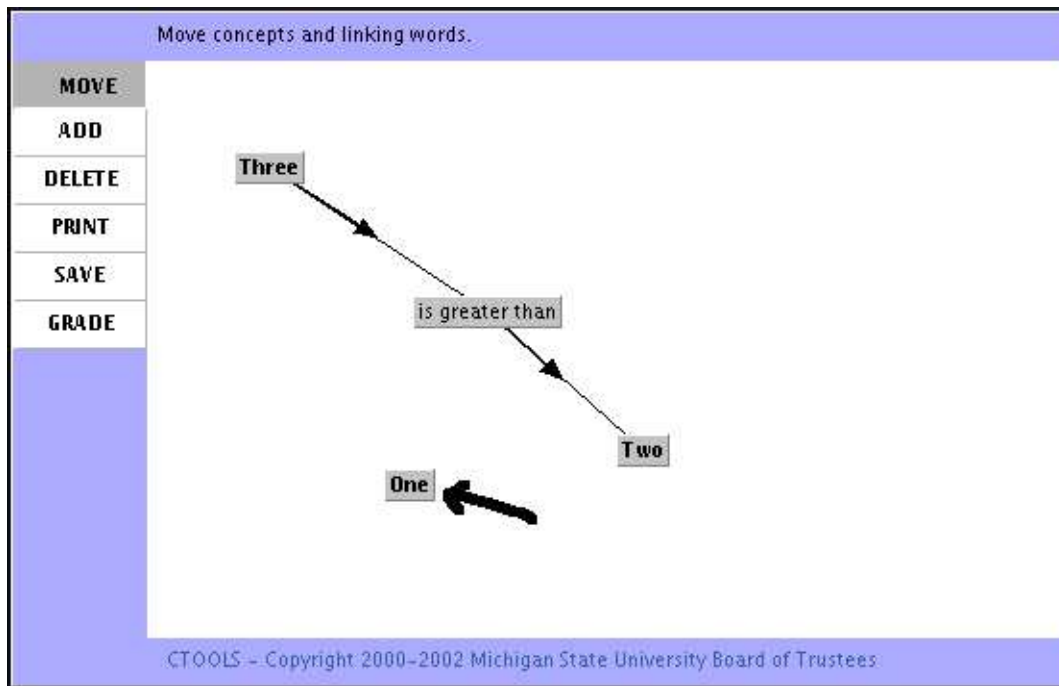 Move concepts and linking words.
MOVE
ADD
DELETE
PRINT
SAVE
GRADE
Three
is greater than
Two
One
CTOOLS - Copyright 2000-2002 Michigan State University Board of Trustees